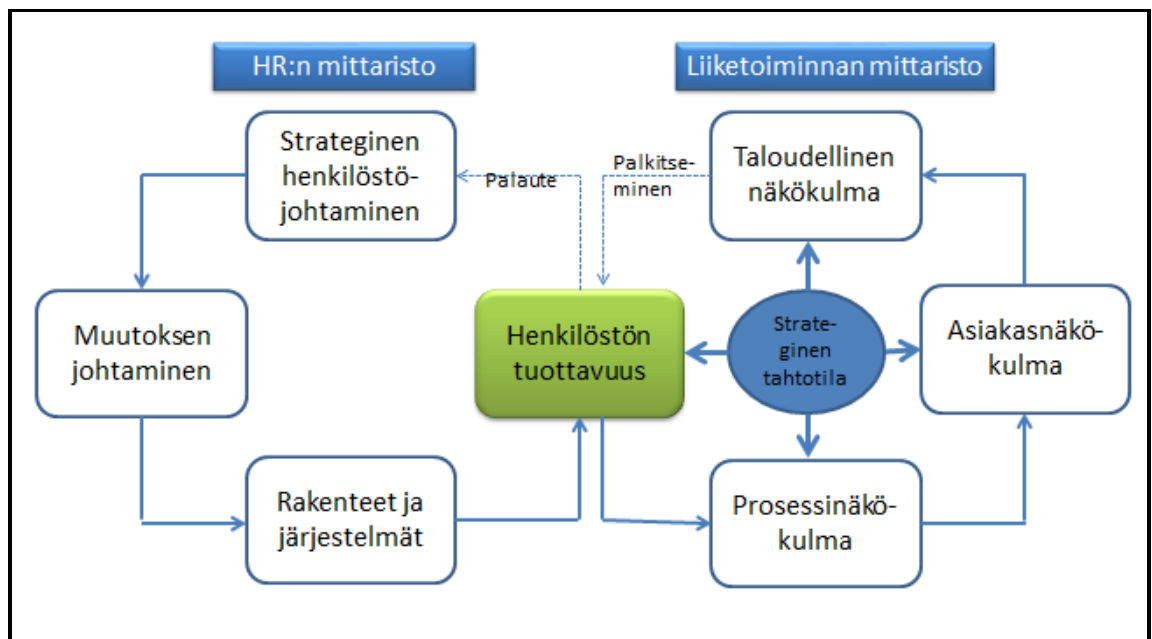 HR:n mittaristo
Liiketoiminnan mittaristo
Strateginen
henkilöstö-
johtaminen
Palaute
Palkitse-
minen
Taloudellinen
näkökulma
Muutoksen
johtaminen
Henkilöstön
tuottavuus
Strate-
ginen
tahtotila
Asiakasnäkö-
kulma
Rakenteet ja
järjestelmät
Prosessinäkö-
kulma